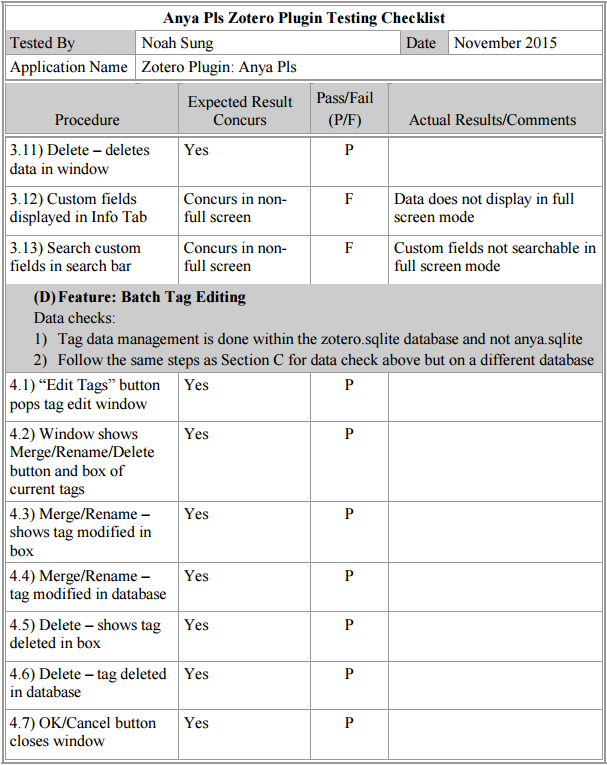 Anya Pls Zotero Plugin Testing Checklist
Tested By Noah Sung Date November 2015
Application Name Zotero Plugin: Anya Pls
Procedure Expected Result Concurs Pass/Fail (P/F) Actual Results/Comments
3.11) Delete – deletes
data in window
Yes
P
3.12) Custom fields
displayed in Info Tab
Concurs in non-
full screen
F
Data does not display in full
screen mode
3.13) Search custom
fields in search bar
Concurs in non-
full screen
F
Custom fields not searchable in
full screen mode
(D) Feature: Batch Tag Editing
Data checks:
1) Tag data management is done within the zotero.sqlite database and not anya.sqlite
2) Follow the same steps as Section C for data check above but on a different database
4.1) “Edit Tags” button
pops tag edit window
Yes
P
4.2) Window shows
Merge/Rename/Delete
button and box of
current tags
Yes
P
4.3) Merge/Rename –
shows tag modified in
box
Yes
P
4.4) Merge/Rename –
tag modified in database
Yes
P
4.5) Delete – shows tag
deleted in box
Yes
P
4.6) Delete – tag deleted
in database
Yes
P
4.7) OK/Cancel button
closes window
Yes
P